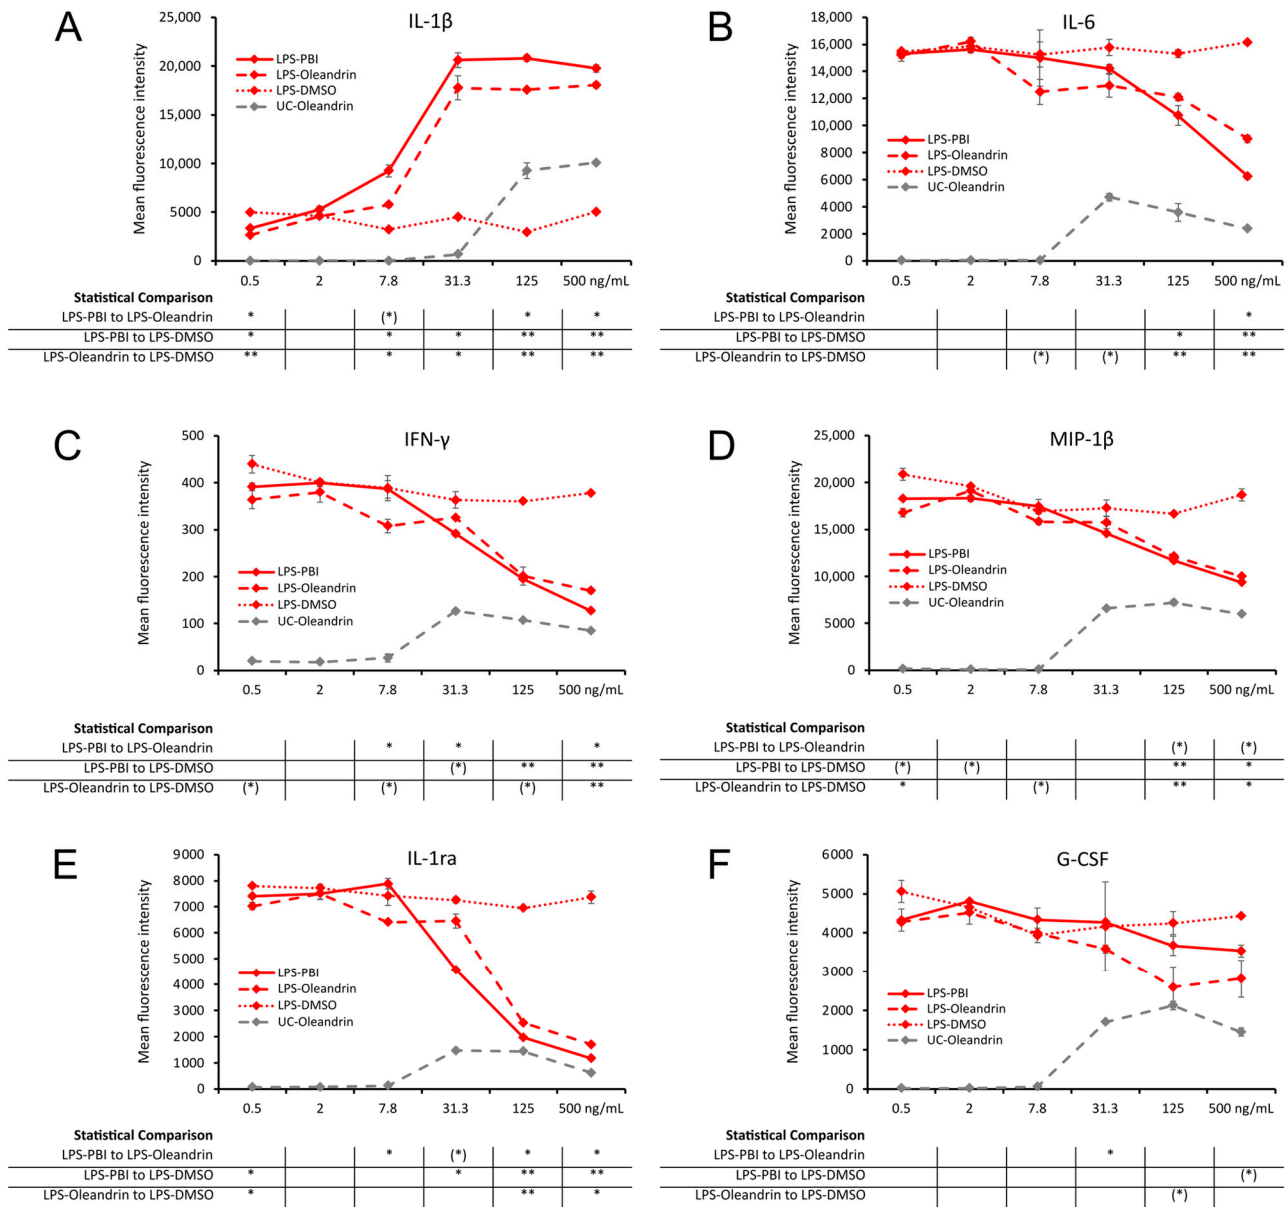 A
IL-1β
Mean fluorescence intensity
25,000
20,000
15,000
10,000
5000
0
LPS-PBI
LPS-Oleandrin
LPS-DMSO
UC-Oleandrin
0.5 2 7.8 31.3 125 500 ng/mL
Statistical Comparison
LPS-PBI to LPS-Oleandrin * (*) * *
LPS-PBI to LPS-DMSO * * * ** **
LPS-Oleandrin to LPS-DMSO ** * * ** **
B
IL-6
Mean fluorescence intensity
18,000
16,000
14,000
12,000
10,000
8000
6000
4000
2000
0
LPS-PBI
LPS-Oleandrin
LPS-DMSO
UC-Oleandrin
0.5 2 7.8 31.3 125 500 ng/mL
Statistical Comparison
LPS-PBI to LPS-Oleandrin *
LPS-PBI to LPS-DMSO * **
LPS-Oleandrin to LPS-DMSO (*) (*) ** **
C
IFN-γ
Mean fluorescence intensity
500
400
300
200
100
0
LPS-PBI
LPS-Oleandrin
LPS-DMSO
UC-Oleandrin
0.5 2 7.8 31.3 125 500 ng/mL
Statistical Comparison
LPS-PBI to LPS-Oleandrin * * *
LPS-PBI to LPS-DMSO (*) ** **
LPS-Oleandrin to LPS-DMSO (*) (*) (*) **
D
MIP-1β
Mean fluorescence intensity
25,000
20,000
15,000
10,000
5000
0
LPS-PBI
LPS-Oleandrin
LPS-DMSO
UC-Oleandrin
0.5 2 7.8 31.3 125 500 ng/mL
Statistical Comparison
LPS-PBI to LPS-Oleandrin (*) (*)
LPS-PBI to LPS-DMSO (*) (*) ** *
LPS-Oleandrin to LPS-DMSO * (*) ** *
E
IL-1ra
Mean fluorescence intensity
9000
8000
7000
6000
5000
4000
3000
2000
1000
0
LPS-PBI
LPS-Oleandrin
LPS-DMSO
UC-Oleandrin
0.5 2 7.8 31.3 125 500 ng/mL
Statistical Comparison
LPS-PBI to LPS-Oleandrin * (*) * *
LPS-PBI to LPS-DMSO * * ** **
LPS-Oleandrin to LPS-DMSO * ** *
F
G-CSF
Mean fluorescence intensity
6000
5000
4000
3000
2000
1000
0
LPS-PBI
LPS-Oleandrin
LPS-DMSO
UC-Oleandrin
0.5 2 7.8 31.3 125 500 ng/mL
Statistical Comparison
LPS-PBI to LPS-Oleandrin *
LPS-PBI to LPS-DMSO (*)
LPS-Oleandrin to LPS-DMSO (*)